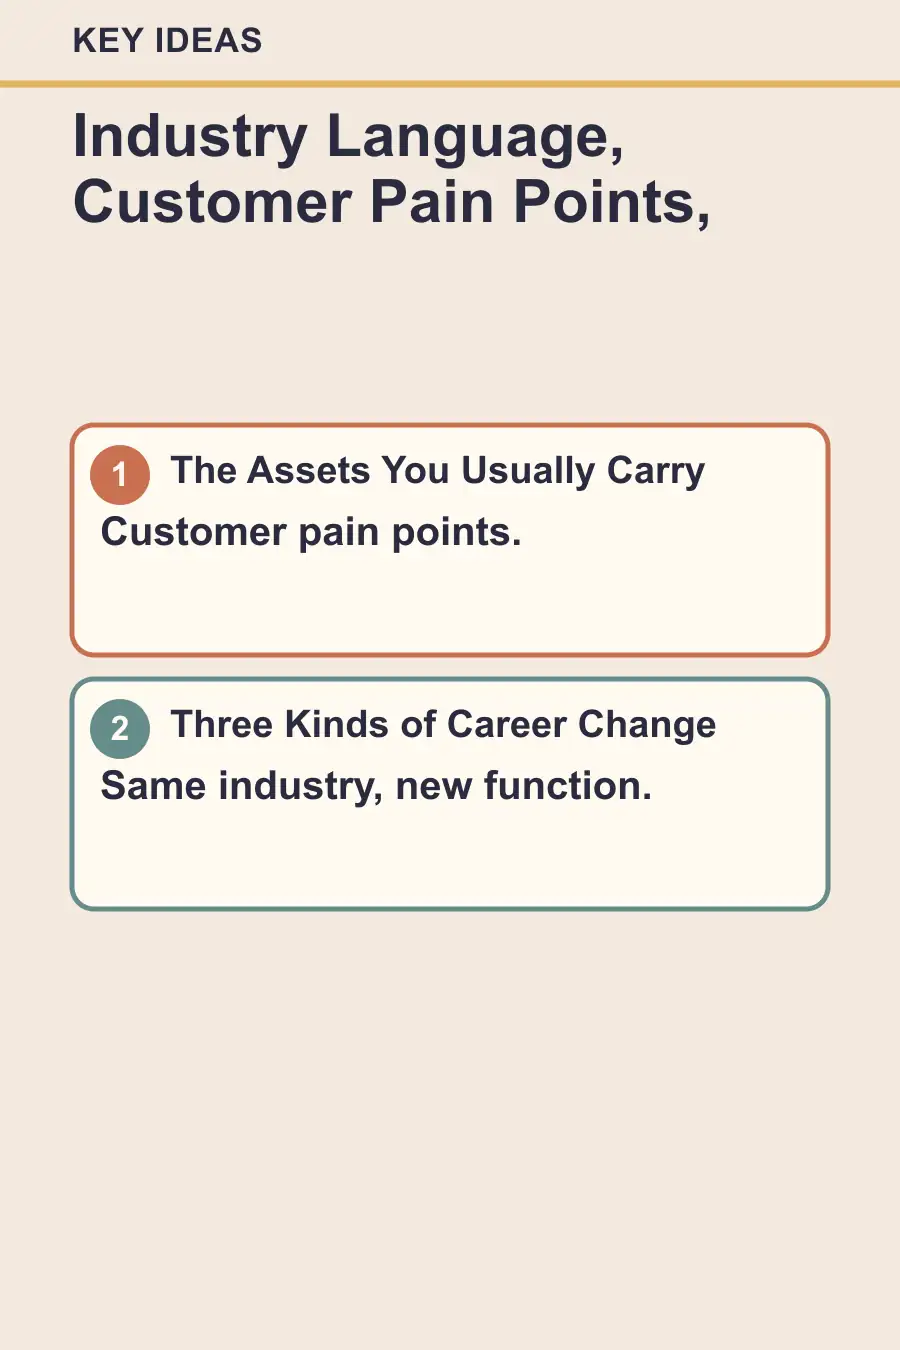 KEY IDEAS
Industry Language,
Customer Pain Points,
1 The Assets You Usually Carry
Customer pain points.
2 Three Kinds of Career Change
Same industry, new function.